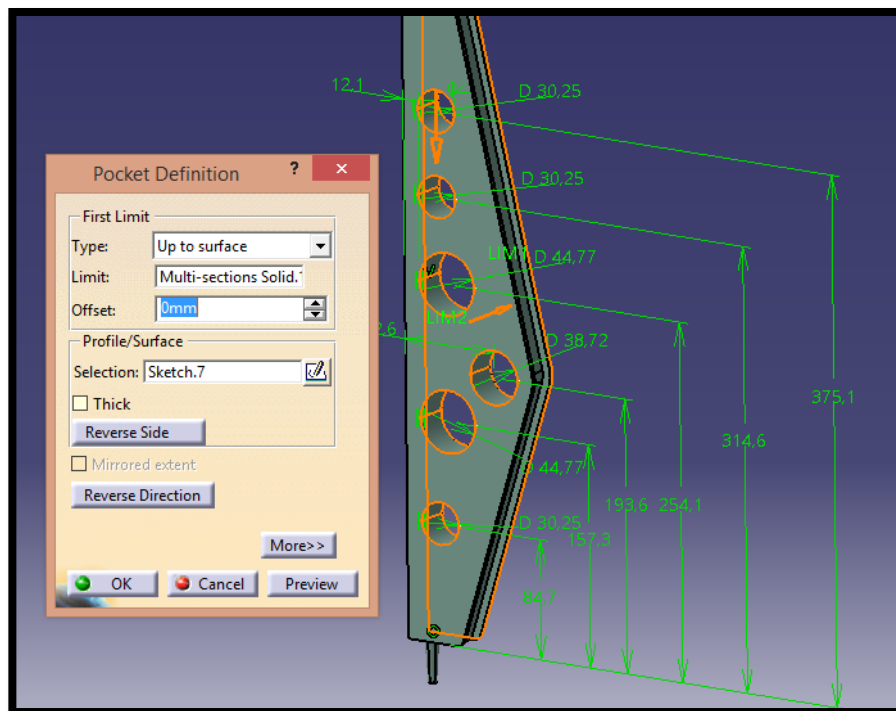 Pocket Definition ? ×
First Limit
Type: Up to surface
Limit: Multi-sections Solid.1
Offset: 0mm
Profile/Surface
Selection: Sketch.7
Thick
Reverse Side
Mirrored extent
Reverse Direction
More>>
OK Cancel Preview
12,1
D 30,25
D 30,25
LIM1
D 44,77
LIM2
D 38,72
D 44,77
D 30,25
84,7
157,3
193,6
254,1
314,6
375,1